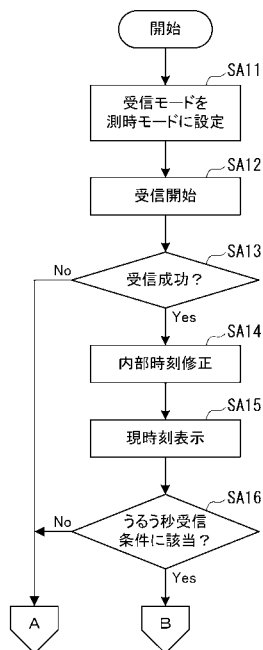 開始
SA11
受信モードを
測時モードに設定
SA12
受信開始
SA13
受信成功？
No
Yes
SA14
内部時刻修正
SA15
現時刻表示
SA16
うるう秒受信
条件に該当？
No
Yes
A
B